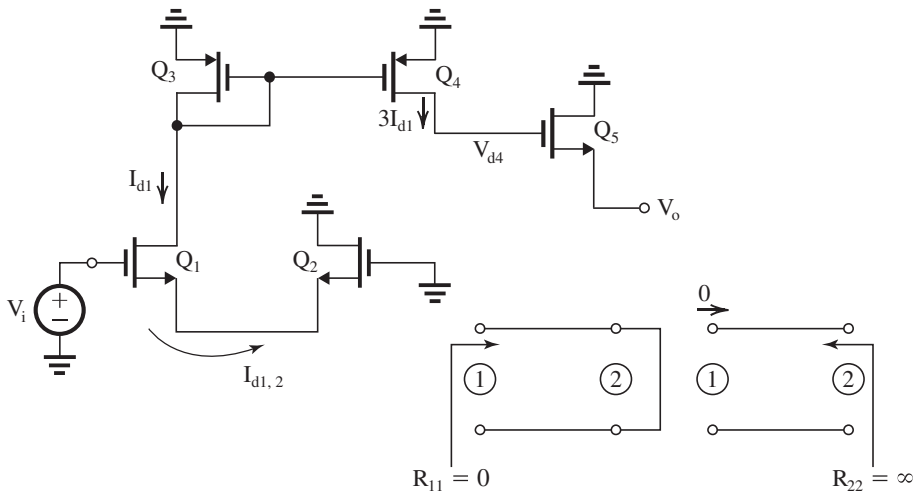 Q3
Q4
3Id1
Q5
Vd4
Id1
Vo
Q1
Q2
Vi
+
−
Id1, 2
0
1
2
1
2
R11 = 0
R22 = ∞